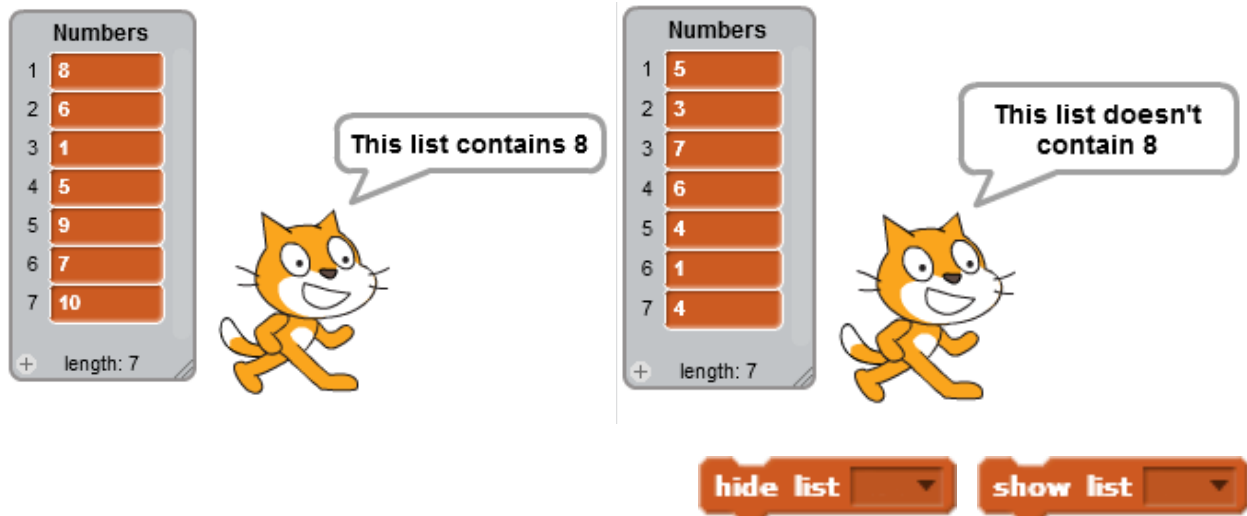 Numbers
1 8
2 6
3 1
4 5
5 9
6 7
7 10
+ length: 7
This list contains 8
Numbers
1 5
2 3
3 7
4 6
5 4
6 1
7 4
+ length: 7
This list doesn't
contain 8
hide list
show list